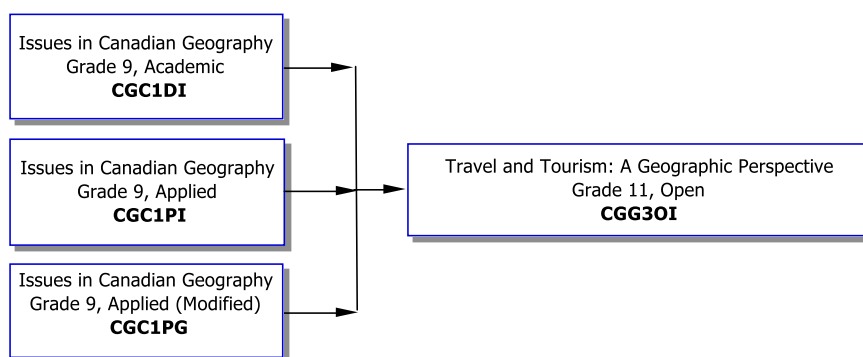 Issues in Canadian Geography
Grade 9, Academic
CGC1DI
Issues in Canadian Geography
Grade 9, Applied
CGC1PI
Travel and Tourism: A Geographic Perspective
Grade 11, Open
CGG3OI
Issues in Canadian Geography
Grade 9, Applied (Modified)
CGC1PG